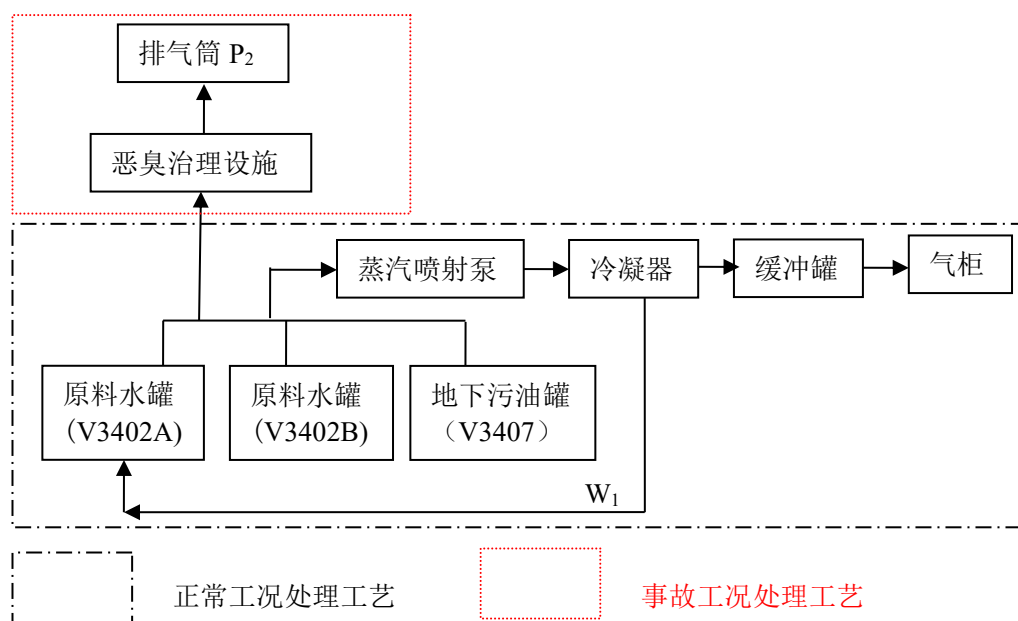 排气筒 P₂
恶臭治理设施
蒸汽喷射泵
冷凝器
缓冲罐
气柜
原料水罐
(V3402A)
原料水罐
(V3402B)
地下污油罐
（V3407）
W₁
正常工况处理工艺
事故工况处理工艺